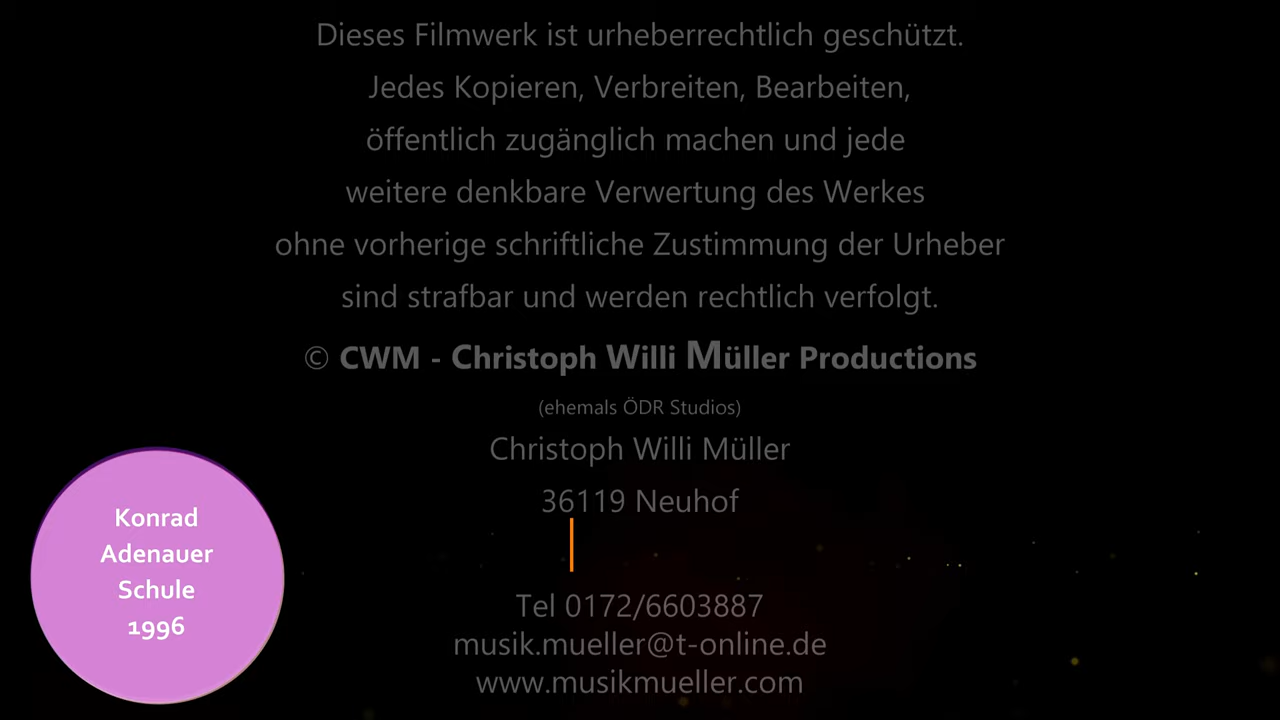 Dieses Filmwerk ist urheberrechtlich geschützt.
Jedes Kopieren, Verbreiten, Bearbeiten,
öffentlich zugänglich machen und jede
weitere denkbare Verwertung des Werkes
ohne vorherige schriftliche Zustimmung der Urheber
sind strafbar und werden rechtlich verfolgt.
© CWM - Christoph Willi Müller Productions
(ehemals ÖDR Studios)
Christoph Willi Müller
36119 Neuhof
Tel 0172/6603887
musik.mueller@t-online.de
www.musikmueller.com
Konrad
Adenauer
Schule
1996